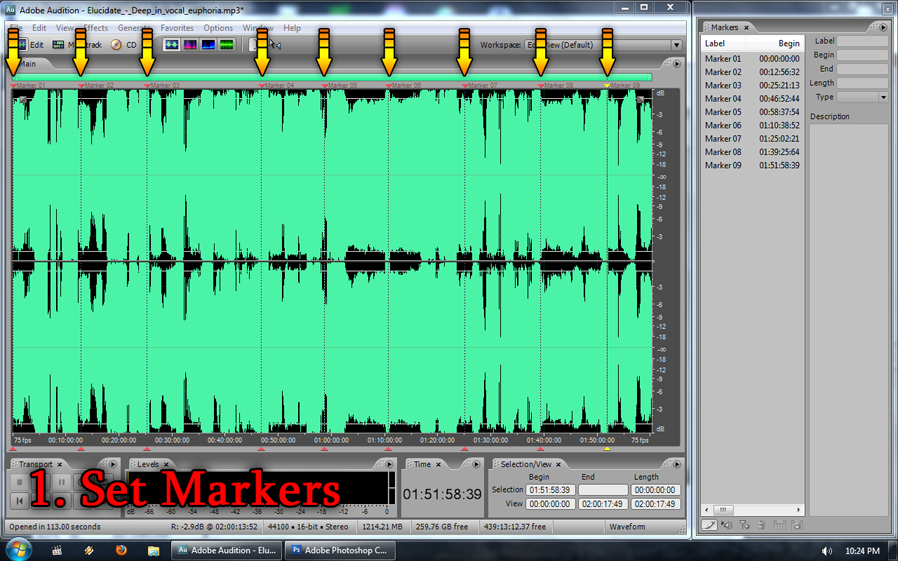 Adobe Audition - Elucidate_-_Deep_in_vocal_euphoria.mp3*
File Edit View Effects Generate Favorites Options Window Help
Edit Multitrack CD Workspace: Edit View (Default)
Main
Marker 01 Marker 02 Marker 03 Marker 04 Marker 05 Marker 06 Marker 07 Marker 08 Marker 09
dB
-3
-6
-9
-12
-18
-∞
-18
-12
-9
-6
-3
-3
-6
-9
-12
-18
-∞
-18
-12
-9
-6
-3
dB
75 fps 00:10:00:00 00:20:00:00 00:30:00:00 00:40:00:00 00:50:00:00 01:00:00:00 01:10:00:00 01:20:00:00 01:30:00:00 01:40:00:00 01:50:00:00 75 fps
Transport
1. Set Markers
Levels
-66 -60 -54 -48 -42 -36 -30 -24 -18 -12 -6 0
Time
01:51:58:39
Selection/View
Begin End Length
Selection 01:51:58:39 00:00:00:00
View 00:00:00:00 02:00:17:49 02:00:17:49
Opened in 113.00 seconds R: -2.9dB @ 02:00:13:52 44100 • 16-bit • Stereo 1214.21 MB 259.76 GB free 439:13:12.37 free Waveform
Markers
Label Begin
Marker 01 00:00:00:00
Marker 02 00:12:56:32
Marker 03 00:25:21:13
Marker 04 00:46:52:44
Marker 05 00:58:37:54
Marker 06 01:10:38:52
Marker 07 01:25:02:21
Marker 08 01:39:25:64
Marker 09 01:51:58:39
Label
Begin
End
Length
Type
Description
Adobe Audition - Eluc... Adobe Photoshop C... 10:24 PM